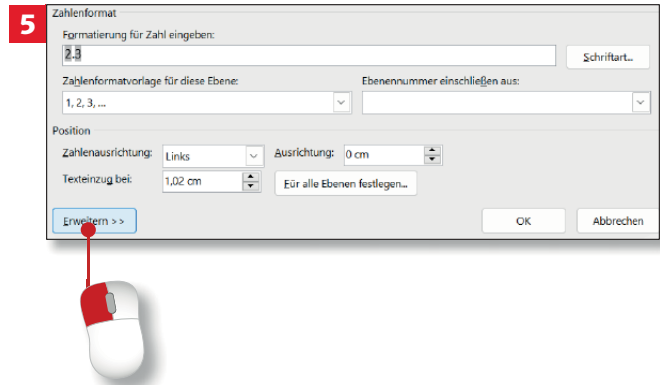 5
Zahlenformat
Formatierung für Zahl eingeben:
2.3
Schriftart...
Zahlenformatvorlage für diese Ebene:
Ebenennummer einschließen aus:
1, 2, 3, ...
Position
Zahlenausrichtung:
Links
Ausrichtung:
0 cm
Texteinzug bei:
1,02 cm
Für alle Ebenen festlegen...
Erweitern >>
OK
Abbrechen